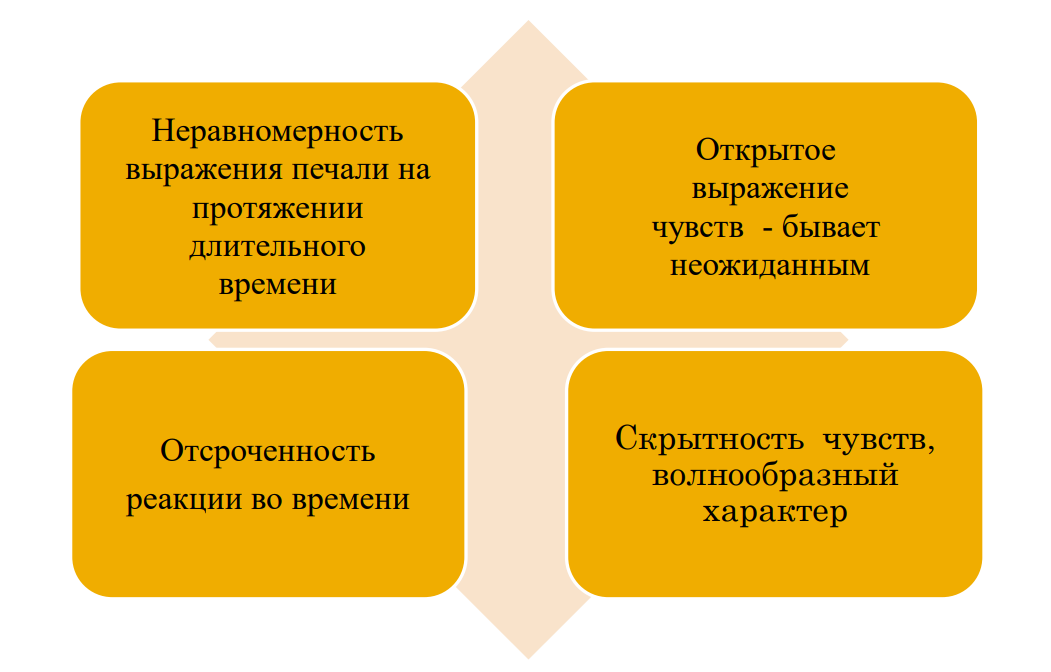 Неравномерность
выражения печали на
протяжении
длительного
времени
Открытое
выражение
чувств  - бывает
неожиданным
Отсроченность
реакции во времени
Скрытность  чувств,
волнообразный
характер